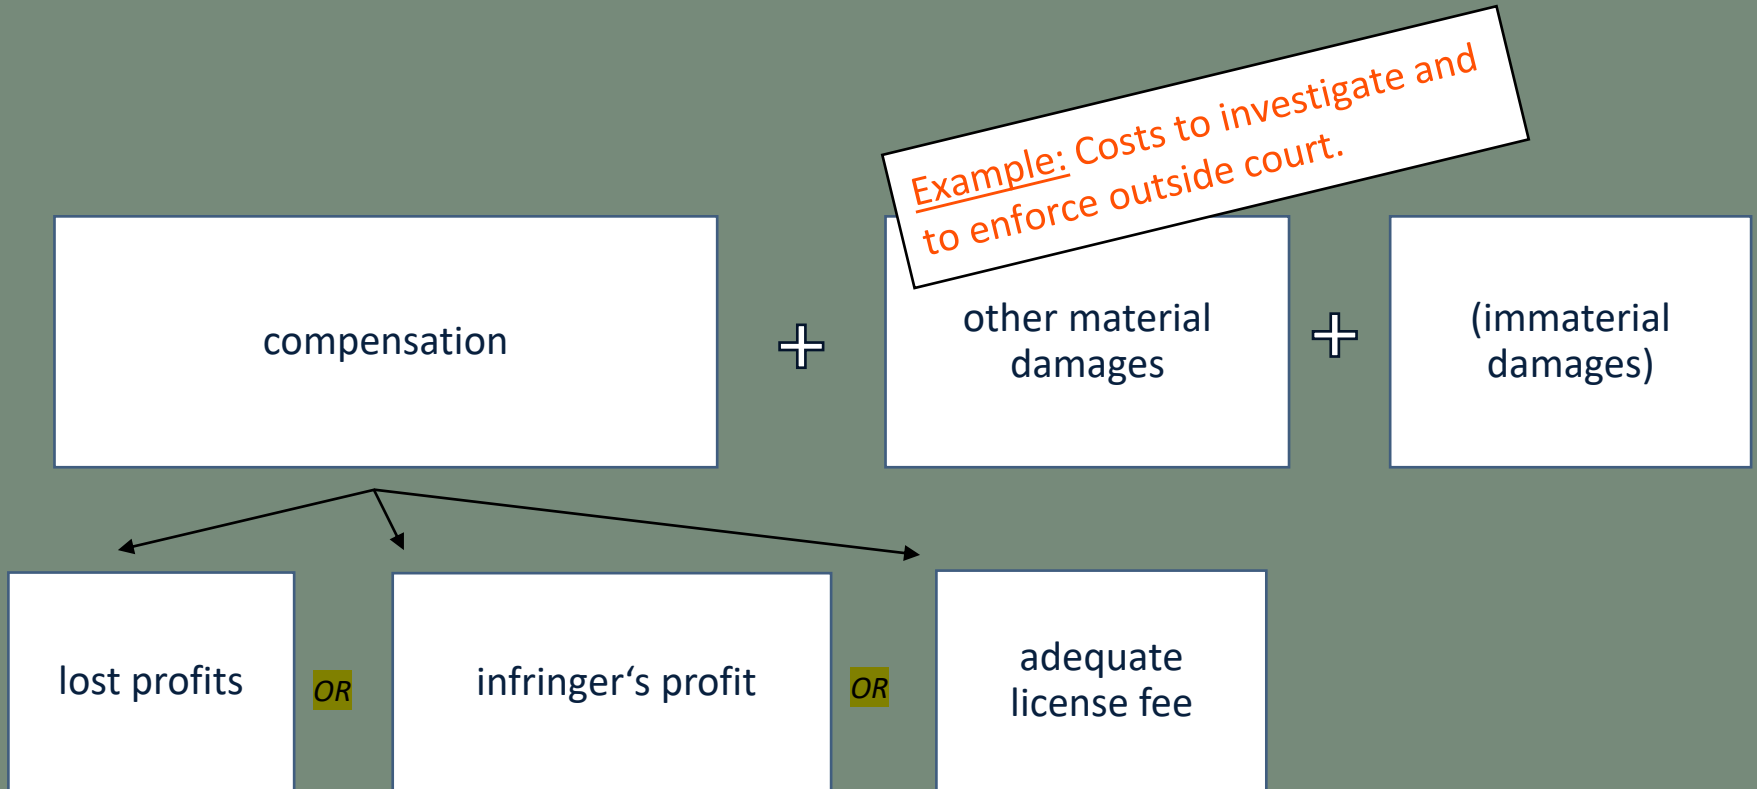 Example: Costs to investigate and
to enforce outside court.
compensation
+
other material
damages
+
(immaterial
damages)
lost profits
OR
infringer‘s profit
OR
adequate
license fee